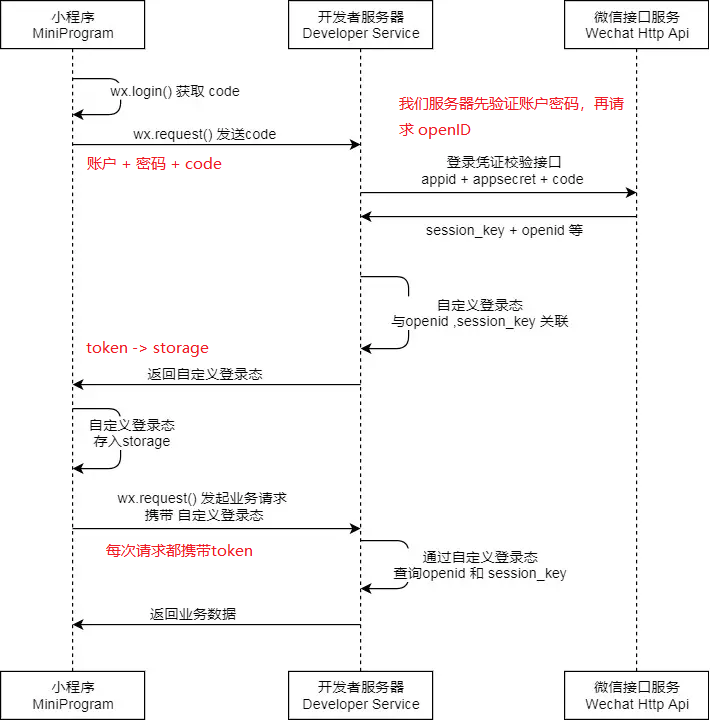 小程序
MiniProgram
开发者服务器
Developer Service
微信接口服务
Wechat Http Api
wx.login() 获取 code
我们服务器先验证账户密码，再请
求 openID
wx.request() 发送code
账户 + 密码 + code
登录凭证校验接口
appid + appsecret + code
session_key + openid 等
自定义登录态
与openid ,session_key 关联
token -> storage
返回自定义登录态
自定义登录态
存入storage
wx.request() 发起业务请求
携带 自定义登录态
每次请求都携带token
通过自定义登录态
查询openid 和 session_key
返回业务数据
小程序
MiniProgram
开发者服务器
Developer Service
微信接口服务
Wechat Http Api